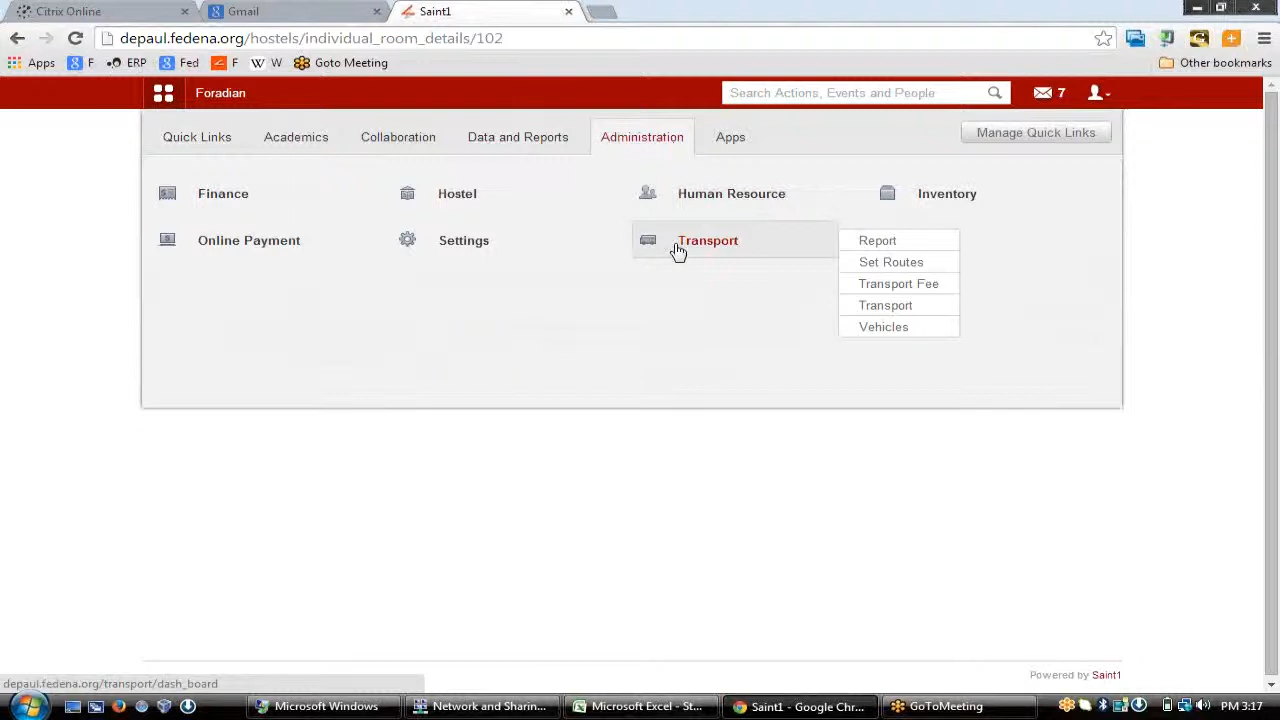 Citrix Online
Gmail
Saint1
depaul.fedena.org/hostels/individual_room_details/102
Apps
F
ERP
Fed
F
W
Goto Meeting
Other bookmarks
Foradian
Search Actions, Events and People
7
Quick Links
Academics
Collaboration
Data and Reports
Administration
Apps
Manage Quick Links
Finance
Hostel
Human Resource
Inventory
Online Payment
Settings
Transport
Report
Set Routes
Transport Fee
Transport
Vehicles
Powered by Saint1
depaul.fedena.org/transport/dash_board
Microsoft Windows
Network and Sharin...
Microsoft Excel - St...
Saint1 - Google Chr...
GoToMeeting
PM 3:17